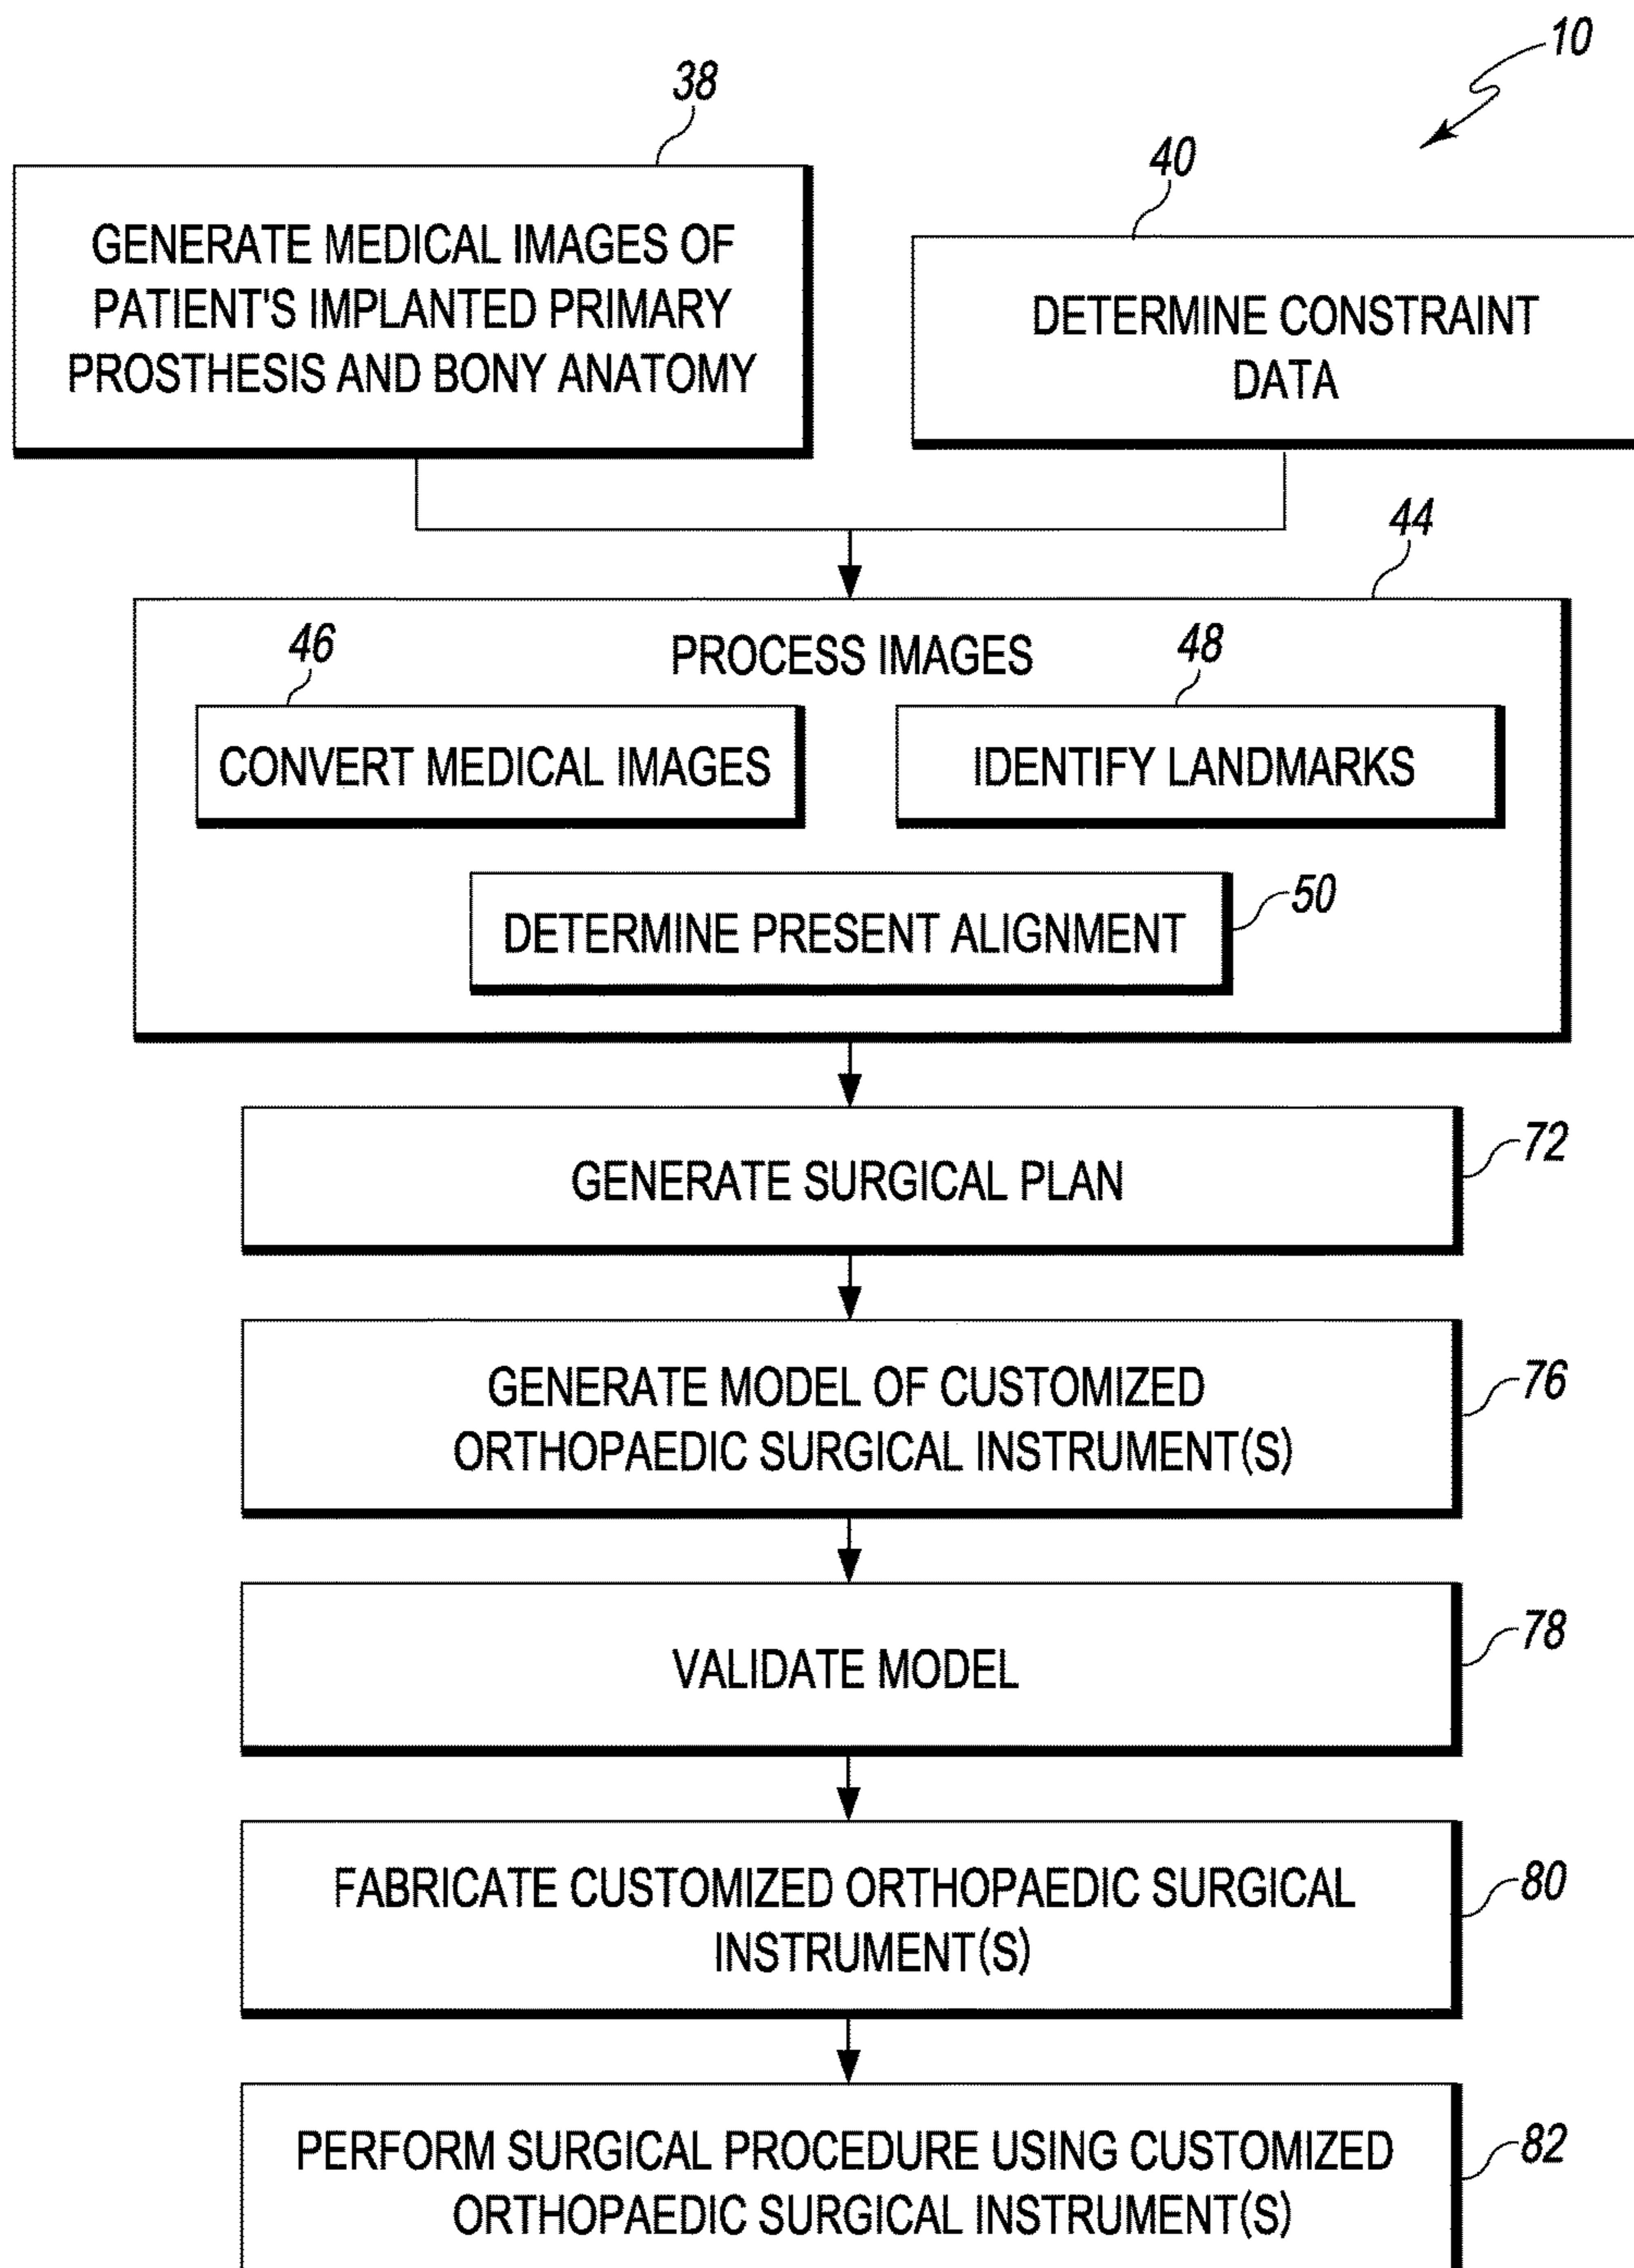 10
38
GENERATE MEDICAL IMAGES OF
PATIENT'S IMPLANTED PRIMARY
PROSTHESIS AND BONY ANATOMY
40
DETERMINE CONSTRAINT
DATA
44
PROCESS IMAGES
46
CONVERT MEDICAL IMAGES
48
IDENTIFY LANDMARKS
DETERMINE PRESENT ALIGNMENT
50
GENERATE SURGICAL PLAN
72
GENERATE MODEL OF CUSTOMIZED
ORTHOPAEDIC SURGICAL INSTRUMENT(S)
76
VALIDATE MODEL
78
FABRICATE CUSTOMIZED ORTHOPAEDIC SURGICAL
INSTRUMENT(S)
80
PERFORM SURGICAL PROCEDURE USING CUSTOMIZED
ORTHOPAEDIC SURGICAL INSTRUMENT(S)
82